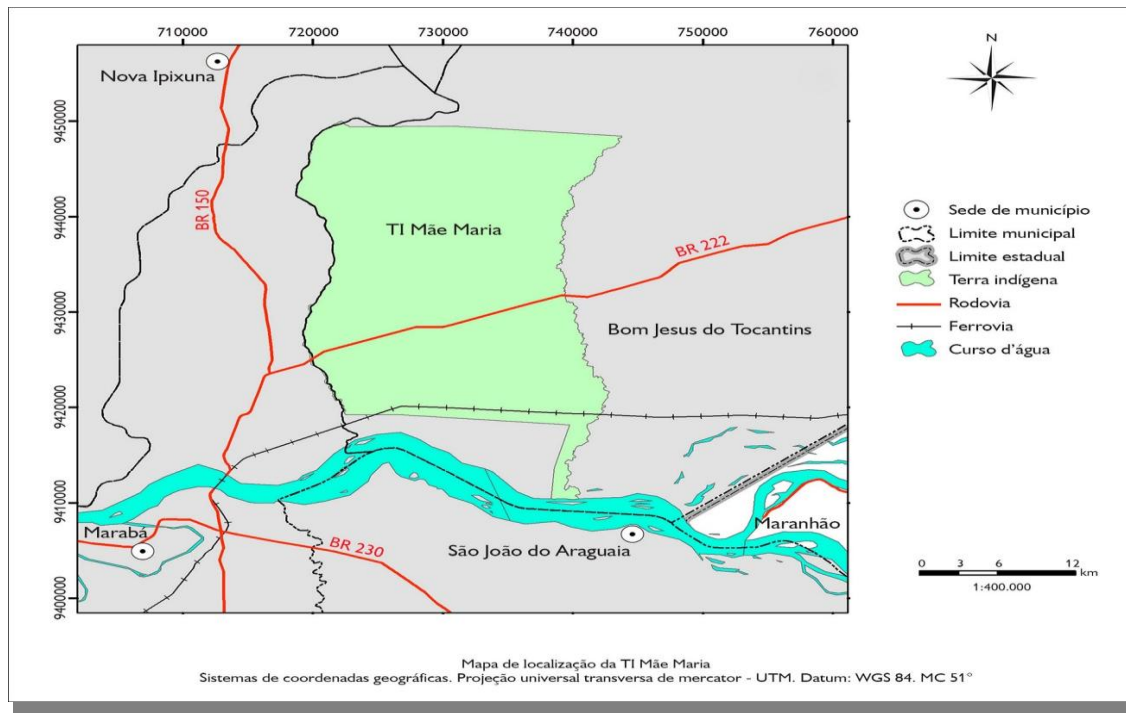 710000 720000 730000 740000 750000 760000
N
Nova Ipixuna
9450000
9440000
9430000
9420000
9410000
9400000
BR 150
TI Mãe Maria
BR 222
Bom Jesus do Tocantins
Marabá
BR 230
São João do Araguaia
Maranhão
Sede de município
Limite municipal
Limite estadual
Terra indígena
Rodovia
Ferrovia
Curso d'água
0 3 6 12 km
1:400.000
Mapa de localização da TI Mãe Maria
Sistemas de coordenadas geográficas. Projeção universal transversa de mercator - UTM. Datum: WGS 84. MC 51°